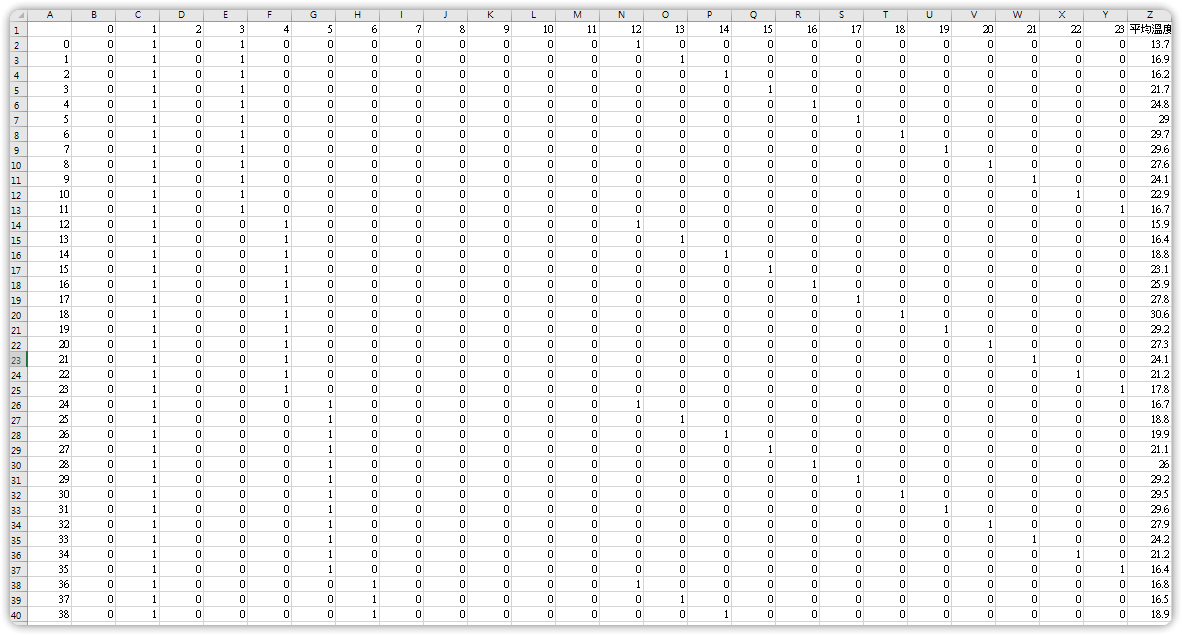 A B C D E F G H I J K L M N O P Q R S T U V W X Y Z
1 0 1 2 3 4 5 6 7 8 9 10 11 12 13 14 15 16 17 18 19 20 21 22 23 平均溫度
2 0 0 1 0 1 0 0 0 0 0 0 0 0 1 0 0 0 0 0 0 0 0 0 0 0 13.7
3 1 0 1 0 1 0 0 0 0 0 0 0 0 0 1 0 0 0 0 0 0 0 0 0 0 16.9
4 2 0 1 0 1 0 0 0 0 0 0 0 0 0 0 1 0 0 0 0 0 0 0 0 0 16.2
5 3 0 1 0 1 0 0 0 0 0 0 0 0 0 0 0 1 0 0 0 0 0 0 0 0 21.7
6 4 0 1 0 1 0 0 0 0 0 0 0 0 0 0 0 0 1 0 0 0 0 0 0 0 24.8
7 5 0 1 0 1 0 0 0 0 0 0 0 0 0 0 0 0 0 1 0 0 0 0 0 0 29
8 6 0 1 0 1 0 0 0 0 0 0 0 0 0 0 0 0 0 0 1 0 0 0 0 0 29.7
9 7 0 1 0 1 0 0 0 0 0 0 0 0 0 0 0 0 0 0 0 1 0 0 0 0 29.6
10 8 0 1 0 1 0 0 0 0 0 0 0 0 0 0 0 0 0 0 0 0 1 0 0 0 27.6
11 9 0 1 0 1 0 0 0 0 0 0 0 0 0 0 0 0 0 0 0 0 0 1 0 0 24.1
12 10 0 1 0 1 0 0 0 0 0 0 0 0 0 0 0 0 0 0 0 0 0 0 1 0 22.9
13 11 0 1 0 1 0 0 0 0 0 0 0 0 0 0 0 0 0 0 0 0 0 0 0 1 16.7
14 12 0 1 0 0 1 0 0 0 0 0 0 0 1 0 0 0 0 0 0 0 0 0 0 0 15.9
15 13 0 1 0 0 1 0 0 0 0 0 0 0 0 1 0 0 0 0 0 0 0 0 0 0 16.4
16 14 0 1 0 0 1 0 0 0 0 0 0 0 0 0 1 0 0 0 0 0 0 0 0 0 18.8
17 15 0 1 0 0 1 0 0 0 0 0 0 0 0 0 0 1 0 0 0 0 0 0 0 0 23.1
18 16 0 1 0 0 1 0 0 0 0 0 0 0 0 0 0 0 1 0 0 0 0 0 0 0 25.9
19 17 0 1 0 0 1 0 0 0 0 0 0 0 0 0 0 0 0 1 0 0 0 0 0 0 27.8
20 18 0 1 0 0 1 0 0 0 0 0 0 0 0 0 0 0 0 0 1 0 0 0 0 0 30.6
21 19 0 1 0 0 1 0 0 0 0 0 0 0 0 0 0 0 0 0 0 1 0 0 0 0 29.2
22 20 0 1 0 0 1 0 0 0 0 0 0 0 0 0 0 0 0 0 0 0 1 0 0 0 27.3
23 21 0 1 0 0 1 0 0 0 0 0 0 0 0 0 0 0 0 0 0 0 0 1 0 0 24.1
24 22 0 1 0 0 1 0 0 0 0 0 0 0 0 0 0 0 0 0 0 0 0 0 1 0 21.2
25 23 0 1 0 0 1 0 0 0 0 0 0 0 0 0 0 0 0 0 0 0 0 0 0 1 17.8
26 24 0 1 0 0 0 1 0 0 0 0 0 0 1 0 0 0 0 0 0 0 0 0 0 0 16.7
27 25 0 1 0 0 0 1 0 0 0 0 0 0 0 1 0 0 0 0 0 0 0 0 0 0 18.8
28 26 0 1 0 0 0 1 0 0 0 0 0 0 0 0 1 0 0 0 0 0 0 0 0 0 19.9
29 27 0 1 0 0 0 1 0 0 0 0 0 0 0 0 0 1 0 0 0 0 0 0 0 0 21.1
30 28 0 1 0 0 0 1 0 0 0 0 0 0 0 0 0 0 1 0 0 0 0 0 0 0 26
31 29 0 1 0 0 0 1 0 0 0 0 0 0 0 0 0 0 0 1 0 0 0 0 0 0 29.2
32 30 0 1 0 0 0 1 0 0 0 0 0 0 0 0 0 0 0 0 1 0 0 0 0 0 29.5
33 31 0 1 0 0 0 1 0 0 0 0 0 0 0 0 0 0 0 0 0 1 0 0 0 0 29.6
34 32 0 1 0 0 0 1 0 0 0 0 0 0 0 0 0 0 0 0 0 0 1 0 0 0 27.9
35 33 0 1 0 0 0 1 0 0 0 0 0 0 0 0 0 0 0 0 0 0 0 1 0 0 24.2
36 34 0 1 0 0 0 1 0 0 0 0 0 0 0 0 0 0 0 0 0 0 0 0 1 0 21.2
37 35 0 1 0 0 0 1 0 0 0 0 0 0 0 0 0 0 0 0 0 0 0 0 0 1 16.4
38 36 0 1 0 0 0 0 1 0 0 0 0 0 1 0 0 0 0 0 0 0 0 0 0 0 16.8
39 37 0 1 0 0 0 0 1 0 0 0 0 0 0 1 0 0 0 0 0 0 0 0 0 0 16.5
40 38 0 1 0 0 0 0 1 0 0 0 0 0 0 0 1 0 0 0 0 0 0 0 0 0 18.9